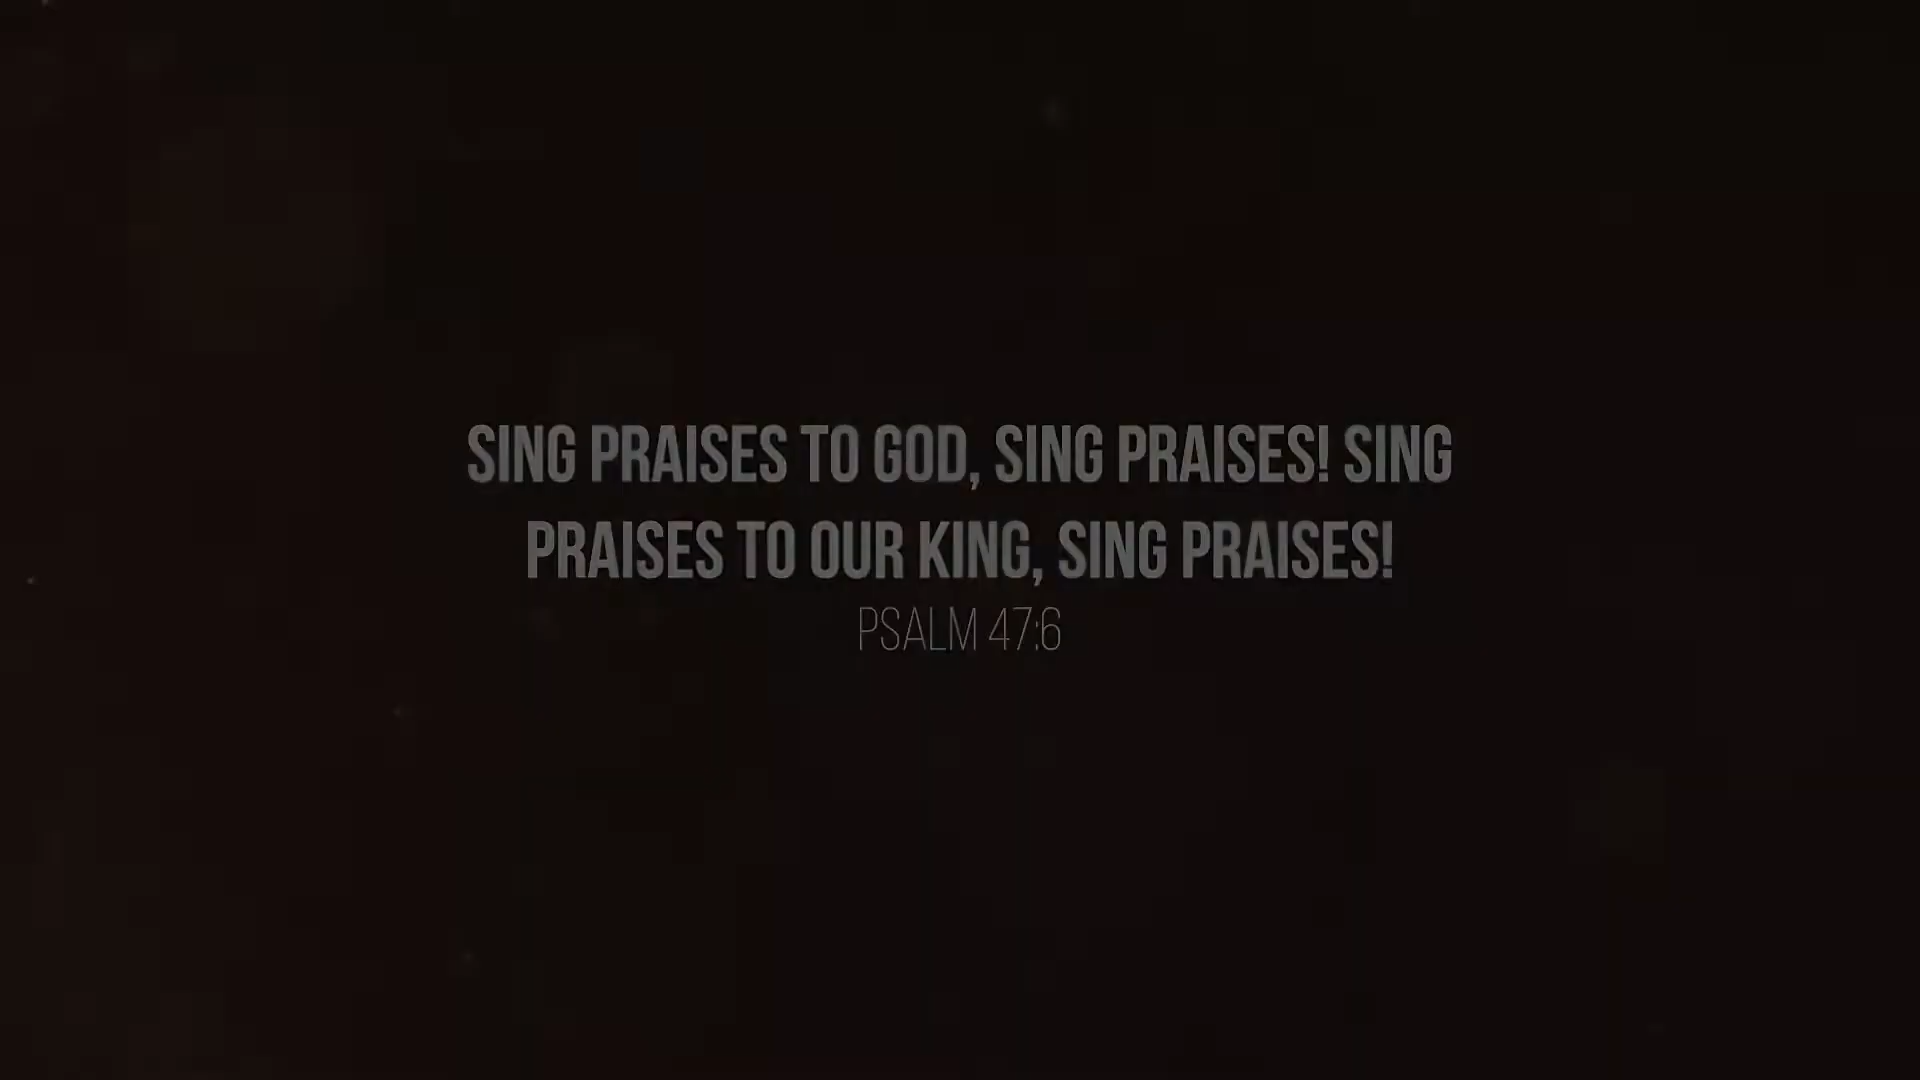 SING PRAISES TO GOD, SING PRAISES! SING
PRAISES TO OUR KING, SING PRAISES!
PSALM 47:6